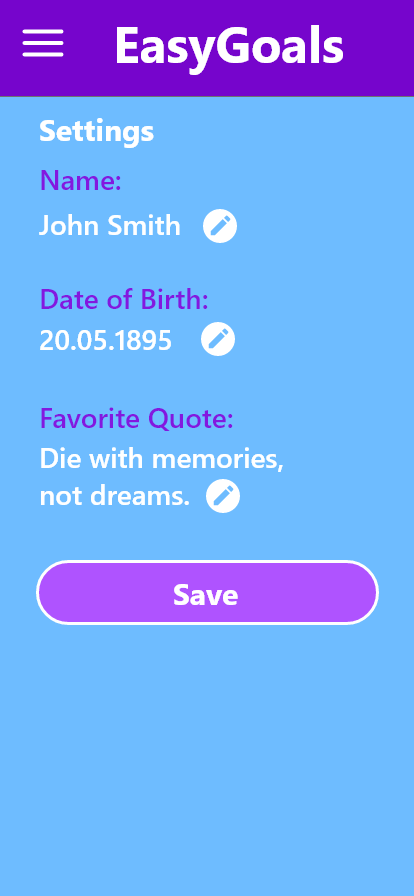 EasyGoals
Settings
Name:
John Smith
Date of Birth:
20.05.1895
Favorite Quote:
Die with memories,
not dreams.
Save